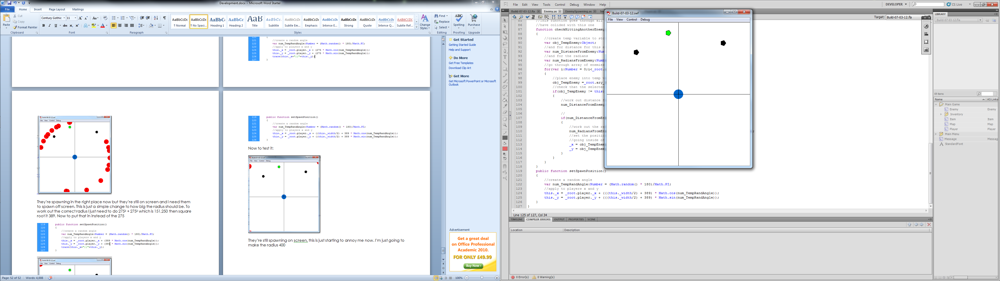 Development.docx - Microsoft Word Starter
File Home Insert Page Layout Mailings
Cut
Copy
Format Painter
Paste
Century Gothic 11
AaBbCcDc AaBbCcDc AaBbC AaBbCc AaB AaBbCc. AaBbCcDc AaBbCcDc AaBbCcDc AaBbCcDc AaBbCcDc AaBbCcDc AABBCCDC
¶ Normal ¶ No Spaci... Heading 1 Heading 2 Title Subtitle Subtle Em... Emphasis Intense E... Strong Quote Intense Q... Subtle Ref...
Change Styles
Find
Replace
Select
Spelling
Purchase
Clipboard Font Paragraph Styles Editing Proofing Upgrade
120 {
121 //create a random angle
122 var num_TempRandAngle:Number = (Math.random() * 180)/Math.PI;
123 //apply to players x and y
124 this._x = _root.player._x + (275 * Math.cos(num_TempRandAngle));
125 this._y = _root.player._y + (275 * Math.sin(num_TempRandAngle));
126 trace(this._x+"||"+this._y);
127 }
Build-08-03-12.swf
File View Control Debug
They're spawning in the right place now but they're still on screen and I need them
to spawn off screen. This is just a simple change to how big the radius should be. To
work out the correct radius I just need to do 275² + 275² which is 151,250 then square
root it 389. Now to put that in instead of the 275
119 public function setSpawnPosition()
120 {
121 //create a random angle
122 var num_TempRandAngle:Number = (Math.random() * 180)/Math.PI;
123 //apply to players x and y
124 this._x = _root.player._x + (389 * Math.cos(num_TempRandAngle));
125 this._y = _root.player._y + (389 * Math.sin(num_TempRandAngle));
126 trace(this._x+"||"+this._y);
127 }
File View Control Debug
119 public function setSpawnPosition()
120 {
121 //create a random angle
122 var num_TempRandAngle:Number = (Math.random() * 180)/Math.PI;
123 //apply to players x and y
124 this._x = _root.player._x + ((this._width/2) + 389 * Math.cos(num_TempRandAngle));
125 this._y = _root.player._y + ((this._width/2) + 389 * Math.sin(num_TempRandAngle));
126 }
Now to test it:
Build-07-03-12.swf
File View Control Debug
They're still spawning on screen, this is just starting to annoy me now. I'm just going to
make the radius 400
Get Started
Getting Started Guide
Help and Support
Do More
Get Free Templates
Download Clip Art
Get More
Get Microsoft PowerPoint or Microsoft
Outlook
Advertisement
Get a great deal
on Office Professional
Academic 2010.
FOR ONLY £49.99
Buy Now ›
Page: 52 of 52 Words: 4,008
100%
Fl File Edit View Tools Control Debug Window Help
DEVELOPER
CS Live
Build-07-03-12.fla Enemy.as EnemySpawning.as
Target: Build-07-03-12.fla
85 //This function goes through all
86 //have colided with this one
87 function checkHittingAnotherEnemy
88 {
89 //create temp variable to sto
90 var obj_TempEnemy:Object;
91 //and for distance for this e
92 var num_DistanceFromEnemy:Num
93 //and for the radians
94 var num_RadiansFromEnemy:Numb
95 //go through array of enemies
96 for(var i:Number = 0;i<_root.
97 {
98 //place enemy into temp v
99 obj_TempEnemy =_root.ary_
100 //check that the selected
101 if(obj_TempEnemy != this)
102 {
103 //work out distance f
104 num_DistanceFromEnemy
105
106 //
107 if(num_DistanceFromEn
108 {
109 //work out the ra
110 num_RadiansFromEn
111 //set the positio
112 //going inside of
113 _x = obj_TempEnem
114 _y = obj_TempEnem
115 }
116 }
117 }
118 }
119 public function setSpawnPosition()
120 {
121 //create a random angle
122 var num_TempRandAngle:Number = (Math.random() * 180)/Math.PI;
123 //apply to players x and y
124 this._x = _root.player._x + (((this._width/2) + 389) * Math.cos(num_TempRandAngle));
125 this._y = _root.player._y + (((this._width/2) + 389) * Math.sin(num_TempRandAngle));
126 }
127 }
Line 125 of 127, Col 34
Build-07-03-12.swf
File View Control Debug
TIMELINE COMPILER ERRORS OUTPUT PROPERTIES SCENE
Location Description
0 Error(s) 0 Warning(s)
LIBRARY
Build-07-03-12.fla
69 items
Name AS Linka
Main Game
Enemy Enemy
Inventory
Item Item
Map Map
Player Player
Main Menu
Message Messag
StandardFont